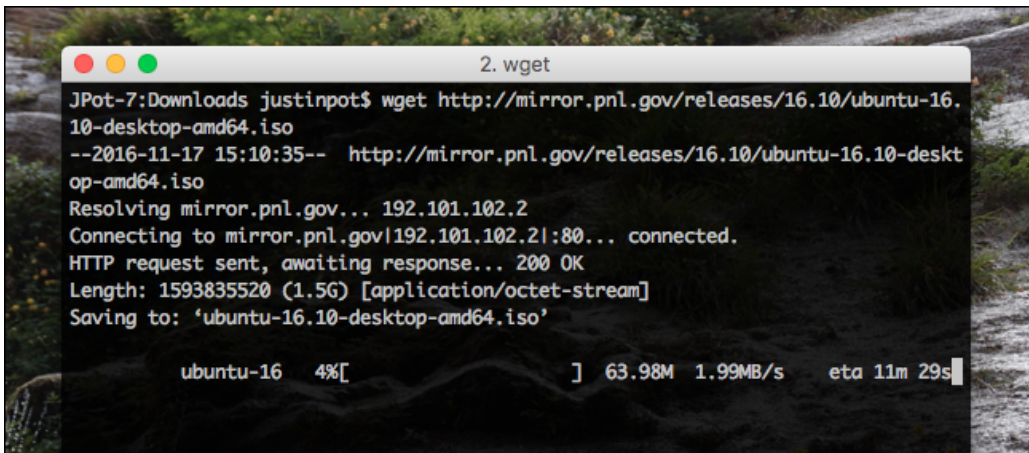 2. wget
JPot-7:Downloads justinpot$ wget http://mirror.pnl.gov/releases/16.10/ubuntu-16.
10-desktop-amd64.iso
--2016-11-17 15:10:35--  http://mirror.pnl.gov/releases/16.10/ubuntu-16.10-deskt
op-amd64.iso
Resolving mirror.pnl.gov... 192.101.102.2
Connecting to mirror.pnl.gov|192.101.102.2|:80... connected.
HTTP request sent, awaiting response... 200 OK
Length: 1593835520 (1.5G) [application/octet-stream]
Saving to: ‘ubuntu-16.10-desktop-amd64.iso’
ubuntu-16   4%[                    ]  63.98M  1.99MB/s    eta 11m 29s